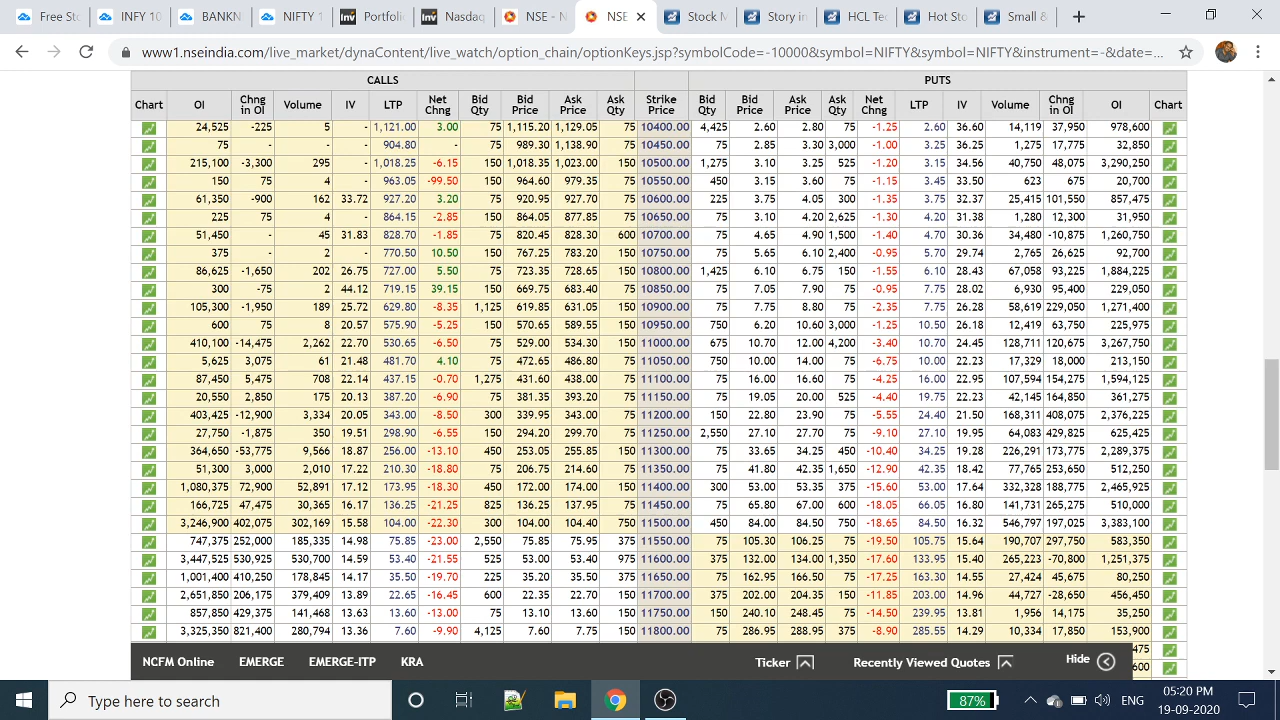 Free Sto
INFY 10
BANKN
NIFTY 1
Portfoli
Nasdaq
NSE - N
NSE
Stock
Story m
HCL Te
Hot Sto
Small &
www1.nseindia.com/live_market/dynaContent/live_watch/option_chain/optionKeys.jsp?symbolCode=-10000&symbol=NIFTY&symbol=NIFTY&instrument=-&date=...
CALLS PUTS
Chart OI Chng in OI Volume IV LTP Net Chng Bid Qty Bid Price Ask Price Ask Qty Strike Price Bid Qty Bid Price Ask Price Ask Qty Net Chng LTP IV Volume Chng in OI OI Chart
24,525 -225 5 - 1,121.00 3.00 75 1,115.20 1,129.05 75 10400.00 4,425 2.60 2.80 75 -1.25 2.60 36.60 14,119 37,950 978,600
75 - - - 904.80 - 75 989.30 1,138.90 75 10450.00 75 2.85 3.30 3,000 -1.00 3.25 36.25 1,275 17,775 32,850
215,100 -3,300 295 - 1,018.25 -6.15 150 1,018.35 1,023.00 150 10500.00 1,275 3.10 3.25 525 -1.20 3.15 34.56 40,750 48,075 3,290,250
150 75 4 - 963.05 -99.50 150 964.60 979.35 75 10550.00 450 3.15 3.60 75 -1.15 3.45 33.50 623 675 20,700
61,350 -900 162 33.72 927.20 3.20 75 920.95 927.70 75 10600.00 225 3.75 4.05 300 -1.35 3.75 32.37 25,415 101,550 857,475
225 75 4 - 864.15 -2.85 150 864.05 877.85 150 10650.00 75 3.10 4.20 2,625 -1.30 4.20 31.38 1,280 12,300 31,950
51,450 - 45 31.83 828.70 -1.85 75 820.45 828.30 600 10700.00 75 4.65 4.90 1,500 -1.40 4.70 30.36 34,480 -10,875 1,260,750
375 - 2 - 770.50 10.50 150 767.25 783.20 75 10750.00 75 5.65 6.10 2,400 -0.95 5.70 29.74 2,765 26,625 92,700
86,625 -1,650 202 26.75 727.00 5.50 75 723.35 728.65 150 10800.00 1,425 6.10 6.75 150 -1.55 6.10 28.43 67,058 93,225 1,884,225
300 -75 2 44.12 719.15 39.15 150 669.75 683.40 75 10850.00 75 7.05 7.90 75 -0.95 7.75 28.02 6,930 95,400 229,050
105,300 -1,950 189 25.72 629.80 -8.35 1,125 619.85 631.05 150 10900.00 75 7.75 8.80 75 -2.35 7.75 26.28 58,619 229,050 1,271,400
600 75 8 20.57 575.90 -5.25 150 570.65 589.55 150 10950.00 750 6.20 10.60 3,000 -1.25 10.50 26.18 12,419 63,750 225,975
410,100 -14,475 2,262 22.70 530.65 -6.50 75 529.00 534.30 150 11000.00 675 10.70 12.00 4,200 -3.40 10.70 24.45 128,711 120,675 3,267,750
5,625 3,075 61 21.48 481.70 4.10 75 472.65 486.80 75 11050.00 750 10.00 14.00 75 -6.75 10.00 22.23 17,329 18,000 213,150
87,450 5,475 708 22.14 437.15 -0.70 1,275 431.60 438.00 75 11100.00 75 16.00 16.60 75 -4.25 16.00 22.95 107,594 154,275 1,594,125
20,550 2,850 175 20.13 387.20 -6.90 75 381.35 393.20 75 11150.00 75 19.05 20.00 525 -4.40 19.75 22.23 42,145 164,850 361,275
403,425 -12,900 3,334 20.05 343.00 -8.50 300 339.95 343.00 75 11200.00 150 22.80 23.90 75 -5.55 24.40 21.50 168,311 408,075 2,376,225
27,750 -1,875 350 19.51 298.90 -6.55 150 294.20 299.70 75 11250.00 2,550 27.10 27.70 75 -9.10 27.10 19.95 64,083 429,825 625,425
364,650 -53,775 9,566 18.87 256.00 -13.10 450 253.05 255.85 150 11300.00 75 33.65 34.25 450 -10.40 34.25 19.28 226,291 173,775 2,289,375
51,300 3,000 2,010 17.22 210.30 -18.80 75 206.75 214.60 75 11350.00 75 41.80 42.35 1,650 -12.90 42.35 18.42 75,025 253,650 512,250
1,080,375 72,900 52,891 17.12 173.95 -18.30 450 172.00 174.00 150 11400.00 300 53.00 53.35 375 -15.60 53.00 17.64 332,328 188,775 2,465,925
166,725 47,475 30,365 16.17 136.25 -21.25 825 136.25 137.95 75 11450.00 75 65.80 67.00 600 -18.05 66.05 16.80 141,731 265,275 510,000
3,246,900 402,075 302,169 15.58 104.00 -22.30 300 104.00 104.40 750 11500.00 450 84.00 84.50 750 -18.65 84.50 16.32 546,797 197,025 3,383,100
747,375 252,000 185,335 14.98 75.85 -23.00 2,550 75.85 75.95 375 11550.00 75 105.30 106.25 75 -19.50 105.75 15.64 90,707 297,750 583,350
3,447,525 530,925 530,700 14.59 53.40 -21.55 525 53.00 53.40 975 11600.00 375 132.00 134.00 1,350 -17.60 133.95 15.40 265,223 -70,800 1,251,375
1,001,400 410,250 178,845 14.17 35.50 -19.70 225 35.20 35.50 375 11650.00 75 162.95 166.50 75 -17.25 163.30 14.55 27,424 45,675 80,250
2,651,850 206,175 379,409 13.89 22.65 -16.45 600 22.35 22.70 150 11700.00 375 202.00 204.35 150 -11.85 203.00 14.96 44,727 -28,650 456,450
857,850 429,375 141,468 13.63 13.60 -13.00 75 13.10 13.60 150 11750.00 150 240.10 248.45 75 -14.50 239.95 13.81 1,956 14,175 35,250
3,325,350 821,400 280,794 13.36 7.60 -9.90 4,125 7.60 7.75 150 11800.00 75 286.95 288.95 375 -8.90 285.55 14.29 10,334 17,850 153,900
475
600
NCFM Online EMERGE EMERGE-ITP KRA Ticker Recently Viewed Quotes Hide
Type here to search
87%
ENG
05:20 PM
19-09-2020